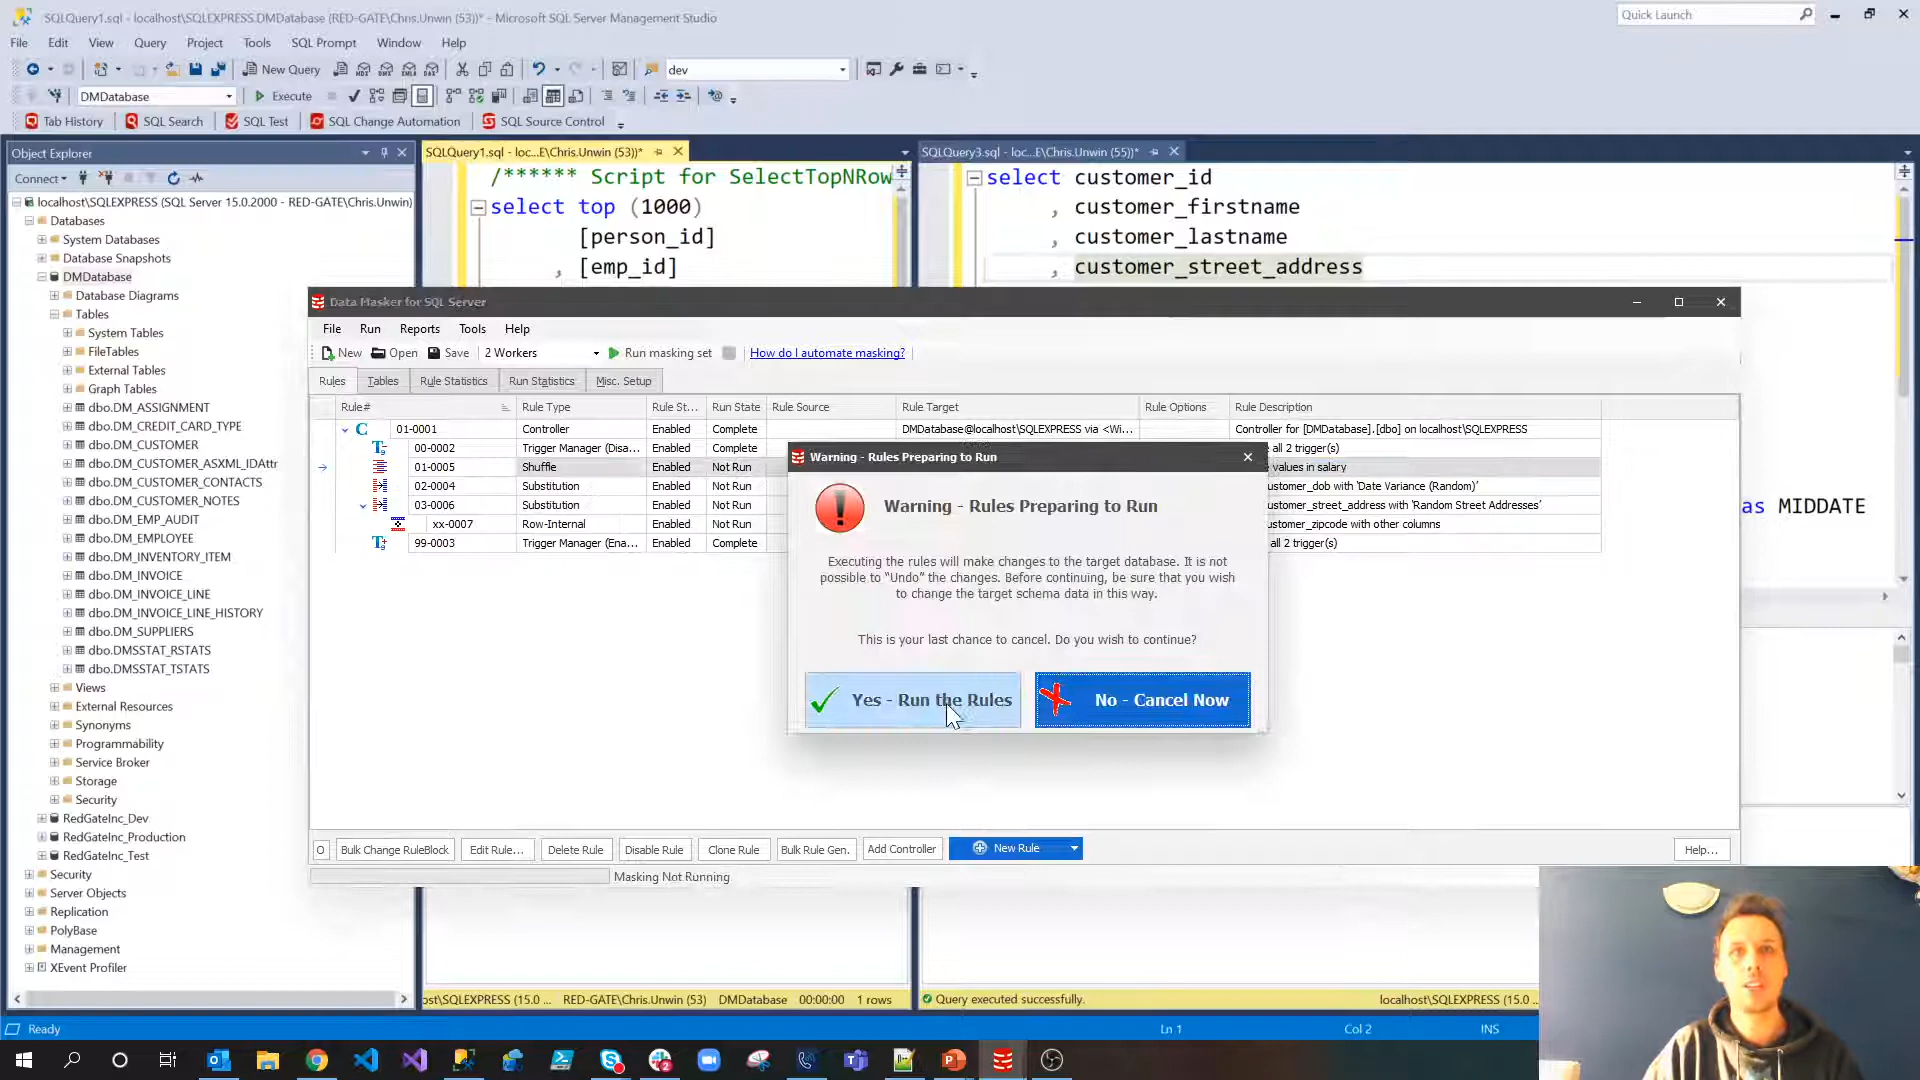 SQLQuery1.sql - localhost\SQLEXPRESS.DMDatabase (RED-GATE\Chris.Unwin (53))* - Microsoft SQL Server Management Studio
Quick Launch
File Edit View Query Project Tools SQL Prompt Window Help
New Query
dev
DMDatabase
Execute
Tab History SQL Search SQL Test SQL Change Automation SQL Source Control
Object Explorer
Connect
localhost\SQLEXPRESS (SQL Server 15.0.2000 - RED-GATE\Chris.Unwin)
Databases
System Databases
Database Snapshots
DMDatabase
Database Diagrams
Tables
System Tables
FileTables
External Tables
Graph Tables
dbo.DM_ASSIGNMENT
dbo.DM_CREDIT_CARD_TYPE
dbo.DM_CUSTOMER
dbo.DM_CUSTOMER_ASXML_IDAttr
dbo.DM_CUSTOMER_CONTACTS
dbo.DM_CUSTOMER_NOTES
dbo.DM_EMP_AUDIT
dbo.DM_EMPLOYEE
dbo.DM_INVENTORY_ITEM
dbo.DM_INVOICE
dbo.DM_INVOICE_LINE
dbo.DM_INVOICE_LINE_HISTORY
dbo.DM_SUPPLIERS
dbo.DMSSTAT_RSTATS
dbo.DMSSTAT_TSTATS
Views
External Resources
Synonyms
Programmability
Service Broker
Storage
Security
RedGateInc_Dev
RedGateInc_Production
RedGateInc_Test
Security
Server Objects
Replication
PolyBase
Management
XEvent Profiler
SQLQuery1.sql - loc...E\Chris.Unwin (53))*
/****** Script for SelectTopNRow
select top (1000)
[person_id]
, [emp_id]
SQLQuery3.sql - loc...E\Chris.Unwin (55))*
select customer_id
, customer_firstname
, customer_lastname
, customer_street_address
as MIDDATE
Data Masker for SQL Server
File Run Reports Tools Help
New Open Save 2 Workers Run masking set How do I automate masking?
Rules Tables Rule Statistics Run Statistics Misc. Setup
Rule# Rule Type Rule St... Run State Rule Source Rule Target Rule Options Rule Description
C 01-0001 Controller Enabled Complete DMDatabase@localhost\SQLEXPRESS via <Wi... Controller for [DMDatabase].[dbo] on localhost\SQLEXPRESS
00-0002 Trigger Manager (Disa... Enabled Complete all 2 trigger(s)
01-0005 Shuffle Enabled Not Run values in salary
02-0004 Substitution Enabled Not Run ustomer_dob with 'Date Variance (Random)'
03-0006 Substitution Enabled Not Run ustomer_street_address with 'Random Street Addresses'
xx-0007 Row-Internal Enabled Not Run ustomer_zipcode with other columns
99-0003 Trigger Manager (Ena... Enabled Complete all 2 trigger(s)
Warning - Rules Preparing to Run
Warning - Rules Preparing to Run
Executing the rules will make changes to the target database. It is not
possible to "Undo" the changes. Before continuing, be sure that you wish
to change the target schema data in this way.
This is your last chance to cancel. Do you wish to continue?
Yes - Run the Rules
No - Cancel Now
Bulk Change RuleBlock Edit Rule... Delete Rule Disable Rule Clone Rule Bulk Rule Gen. Add Controller New Rule Help...
Masking Not Running
ost\SQLEXPRESS (15.0 ... RED-GATE\Chris.Unwin (53) DMDatabase 00:00:00 1 rows
Query executed successfully. localhost\SQLEXPRESS (15.0 ...
Ready Ln 1 Col 2 INS